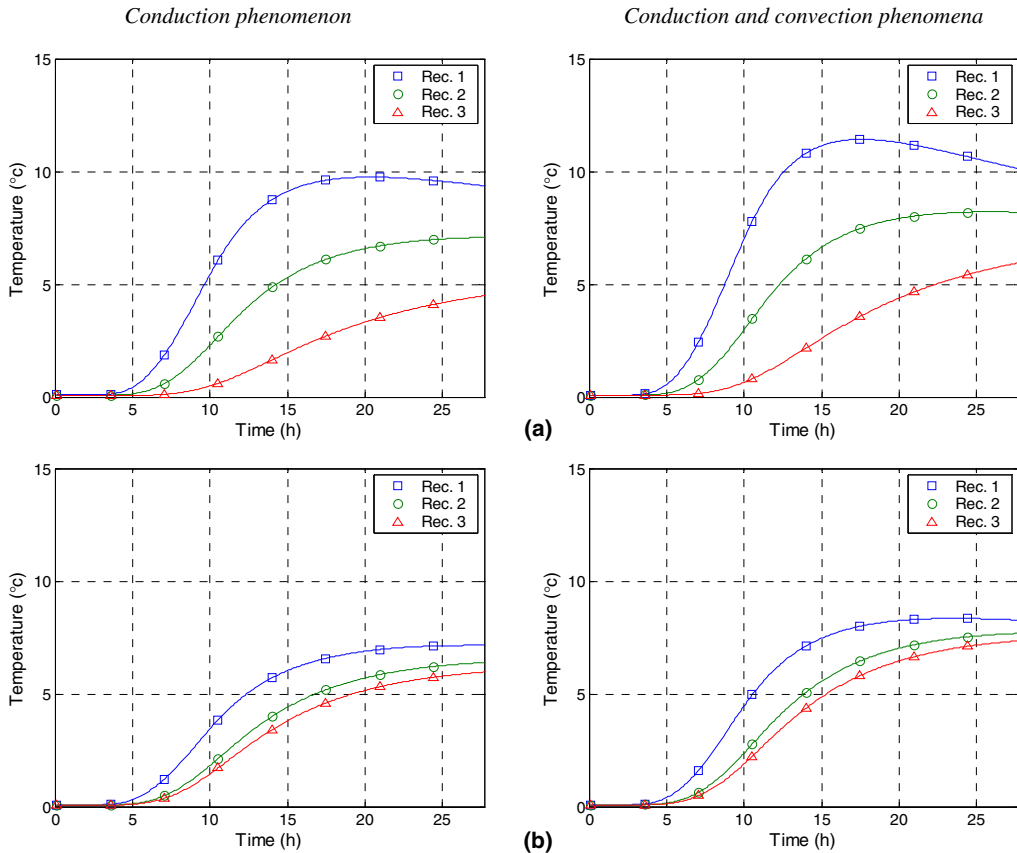 Conduction phenomenon
Conduction and convection phenomena
15
10
5
0
Temperature (°c)
0 5 10 15 20 25
Time (h)
Rec. 1
Rec. 2
Rec. 3
15
10
5
0
Temperature (°c)
0 5 10 15 20 25
Time (h)
Rec. 1
Rec. 2
Rec. 3
(a)
15
10
5
0
Temperature (°c)
0 5 10 15 20 25
Time (h)
Rec. 1
Rec. 2
Rec. 3
15
10
5
0
Temperature (°c)
0 5 10 15 20 25
Time (h)
Rec. 1
Rec. 2
Rec. 3
(b)